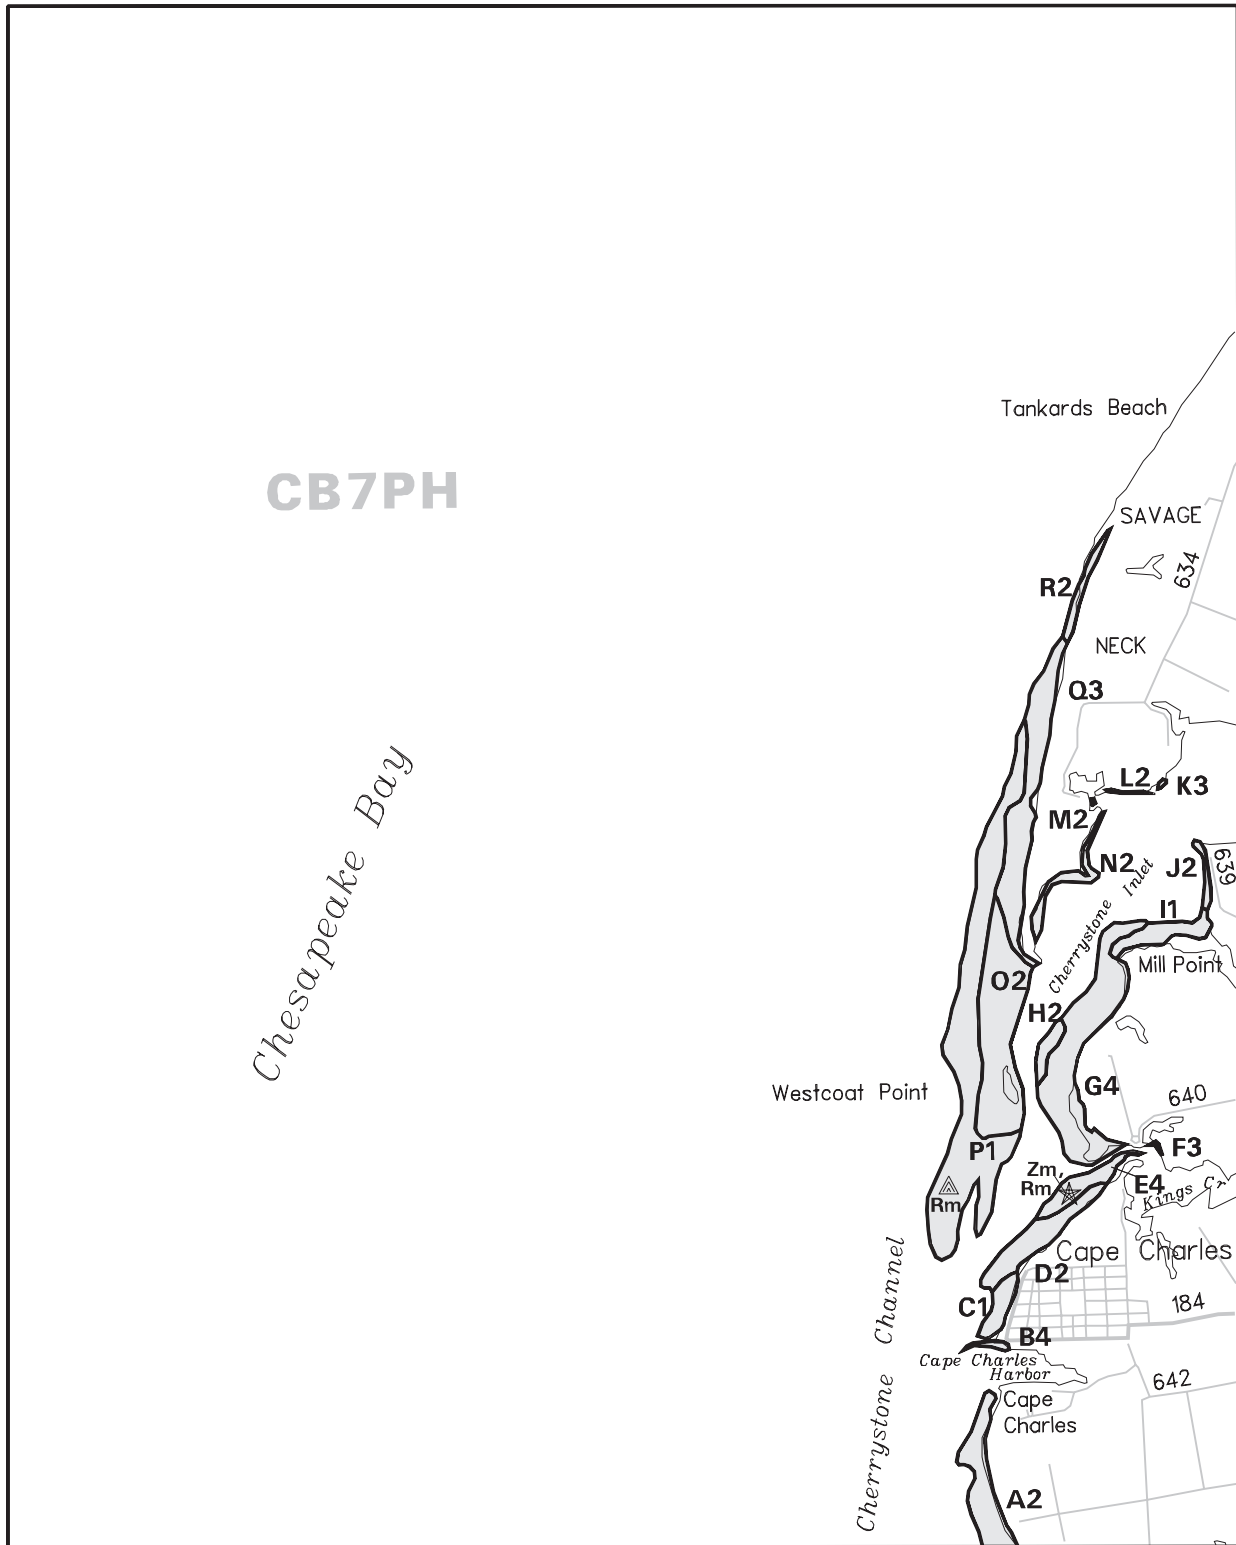 Tankards Beach
CB7PH
SAVAGE
634
R2
NECK
Q3
L2
K3
M2
N2
J2
639
I1
Cherrystone Inlet
Mill Point
O2
H2
Chesapeake Bay
Westcoat Point
G4
640
P1
F3
Zm,
Rm
E4
Rm
Kings Cr
Cape Charles
D2
C1
184
B4
Cape Charles
Harbor
Cherrystone Channel
642
Cape
Charles
A2